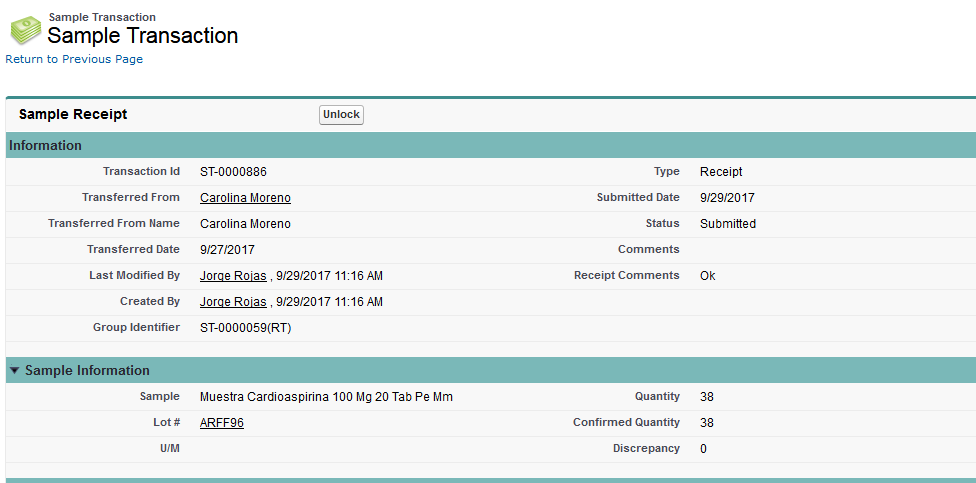 Sample Transaction
Sample Transaction
Return to Previous Page
Sample Receipt Unlock
Information
Transaction Id ST-0000886 Type Receipt
Transferred From Carolina Moreno Submitted Date 9/29/2017
Transferred From Name Carolina Moreno Status Submitted
Transferred Date 9/27/2017 Comments
Last Modified By Jorge Rojas , 9/29/2017 11:16 AM Receipt Comments Ok
Created By Jorge Rojas , 9/29/2017 11:16 AM
Group Identifier ST-0000059(RT)
Sample Information
Sample Muestra Cardioaspirina 100 Mg 20 Tab Pe Mm Quantity 38
Lot # ARFF96 Confirmed Quantity 38
U/M Discrepancy 0